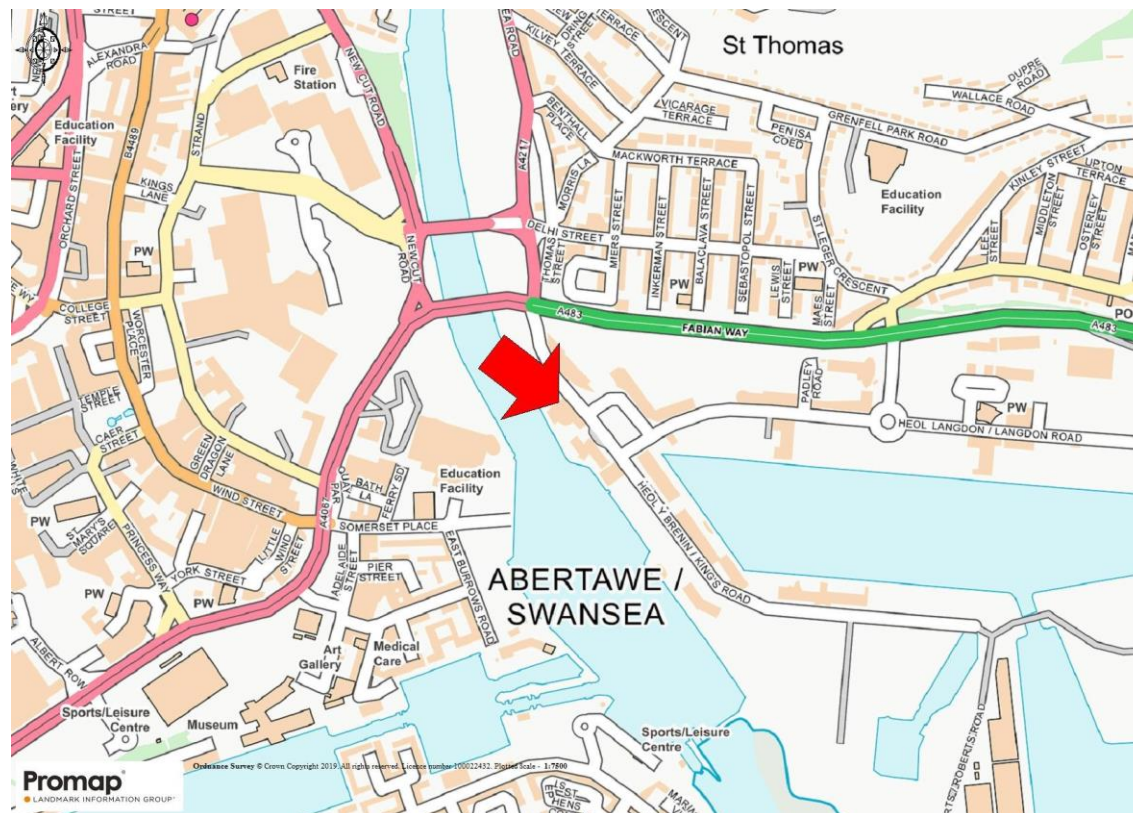 St Thomas
NEW CUT ROAD
KILVEY TERRACE
DUPRE
ROAD
WALLACE ROAD
ALEXANDRA
ROAD
Fire
Station
BENTHALL
PLACE
VICARAGE
TERRACE
PENISA
COED
GRENFELL PARK ROAD
Education
Facility
B4489
STRAND
A4217
MORRIS LA
MACKWORTH TERRACE
KINLEY STREET
LIPTON
TERRACE
KINGS
LANE
ORCHARD STREET
NEW CUT
ROAD
DELHI STREET
THOMAS
STREET
MIERS STREET
INKERMAN STREET
BALACLAVA STREET
SEBASTOPOL STREET
LEWIS
STREET
MAES
STREET
ST LEGER CRESCENT
Education
Facility
MIDDLETON
STREET
OSTERLEY
STREET
PW
PW
PW
COLLEGE
STREET
WORCESTER
PLACE
A483
FABIAN WAY
A483
TEMPLE
STREET
CAER
STREET
GREEN
DRAGON
LANE
PADLEY
ROAD
PW
HEOL LANGDON / LANGDON ROAD
WIND STREET
A4067
BATH
LA
FERRY SD
Education
Facility
PW
ST
MARY'S
SQUARE
PRINCESS WAY
LITTLE
WIND
STREET
SOMERSET PLACE
HEOL Y BRENIN / KING'S ROAD
YORK STREET
ADELAIDE
STREET
PIER
STREET
EAST BURROWS ROAD
ABERTAWE /
SWANSEA
PW
PW
ALBERT ROW
Art
Gallery
Medical
Care
Sports/Leisure
Centre
Museum
Sports/Leisure
Centre
Ordnance Survey © Crown Copyright 2019. All rights reserved. Licence number 100022432. Plotted Scale - 1:7500
Promap
LANDMARK INFORMATION GROUP